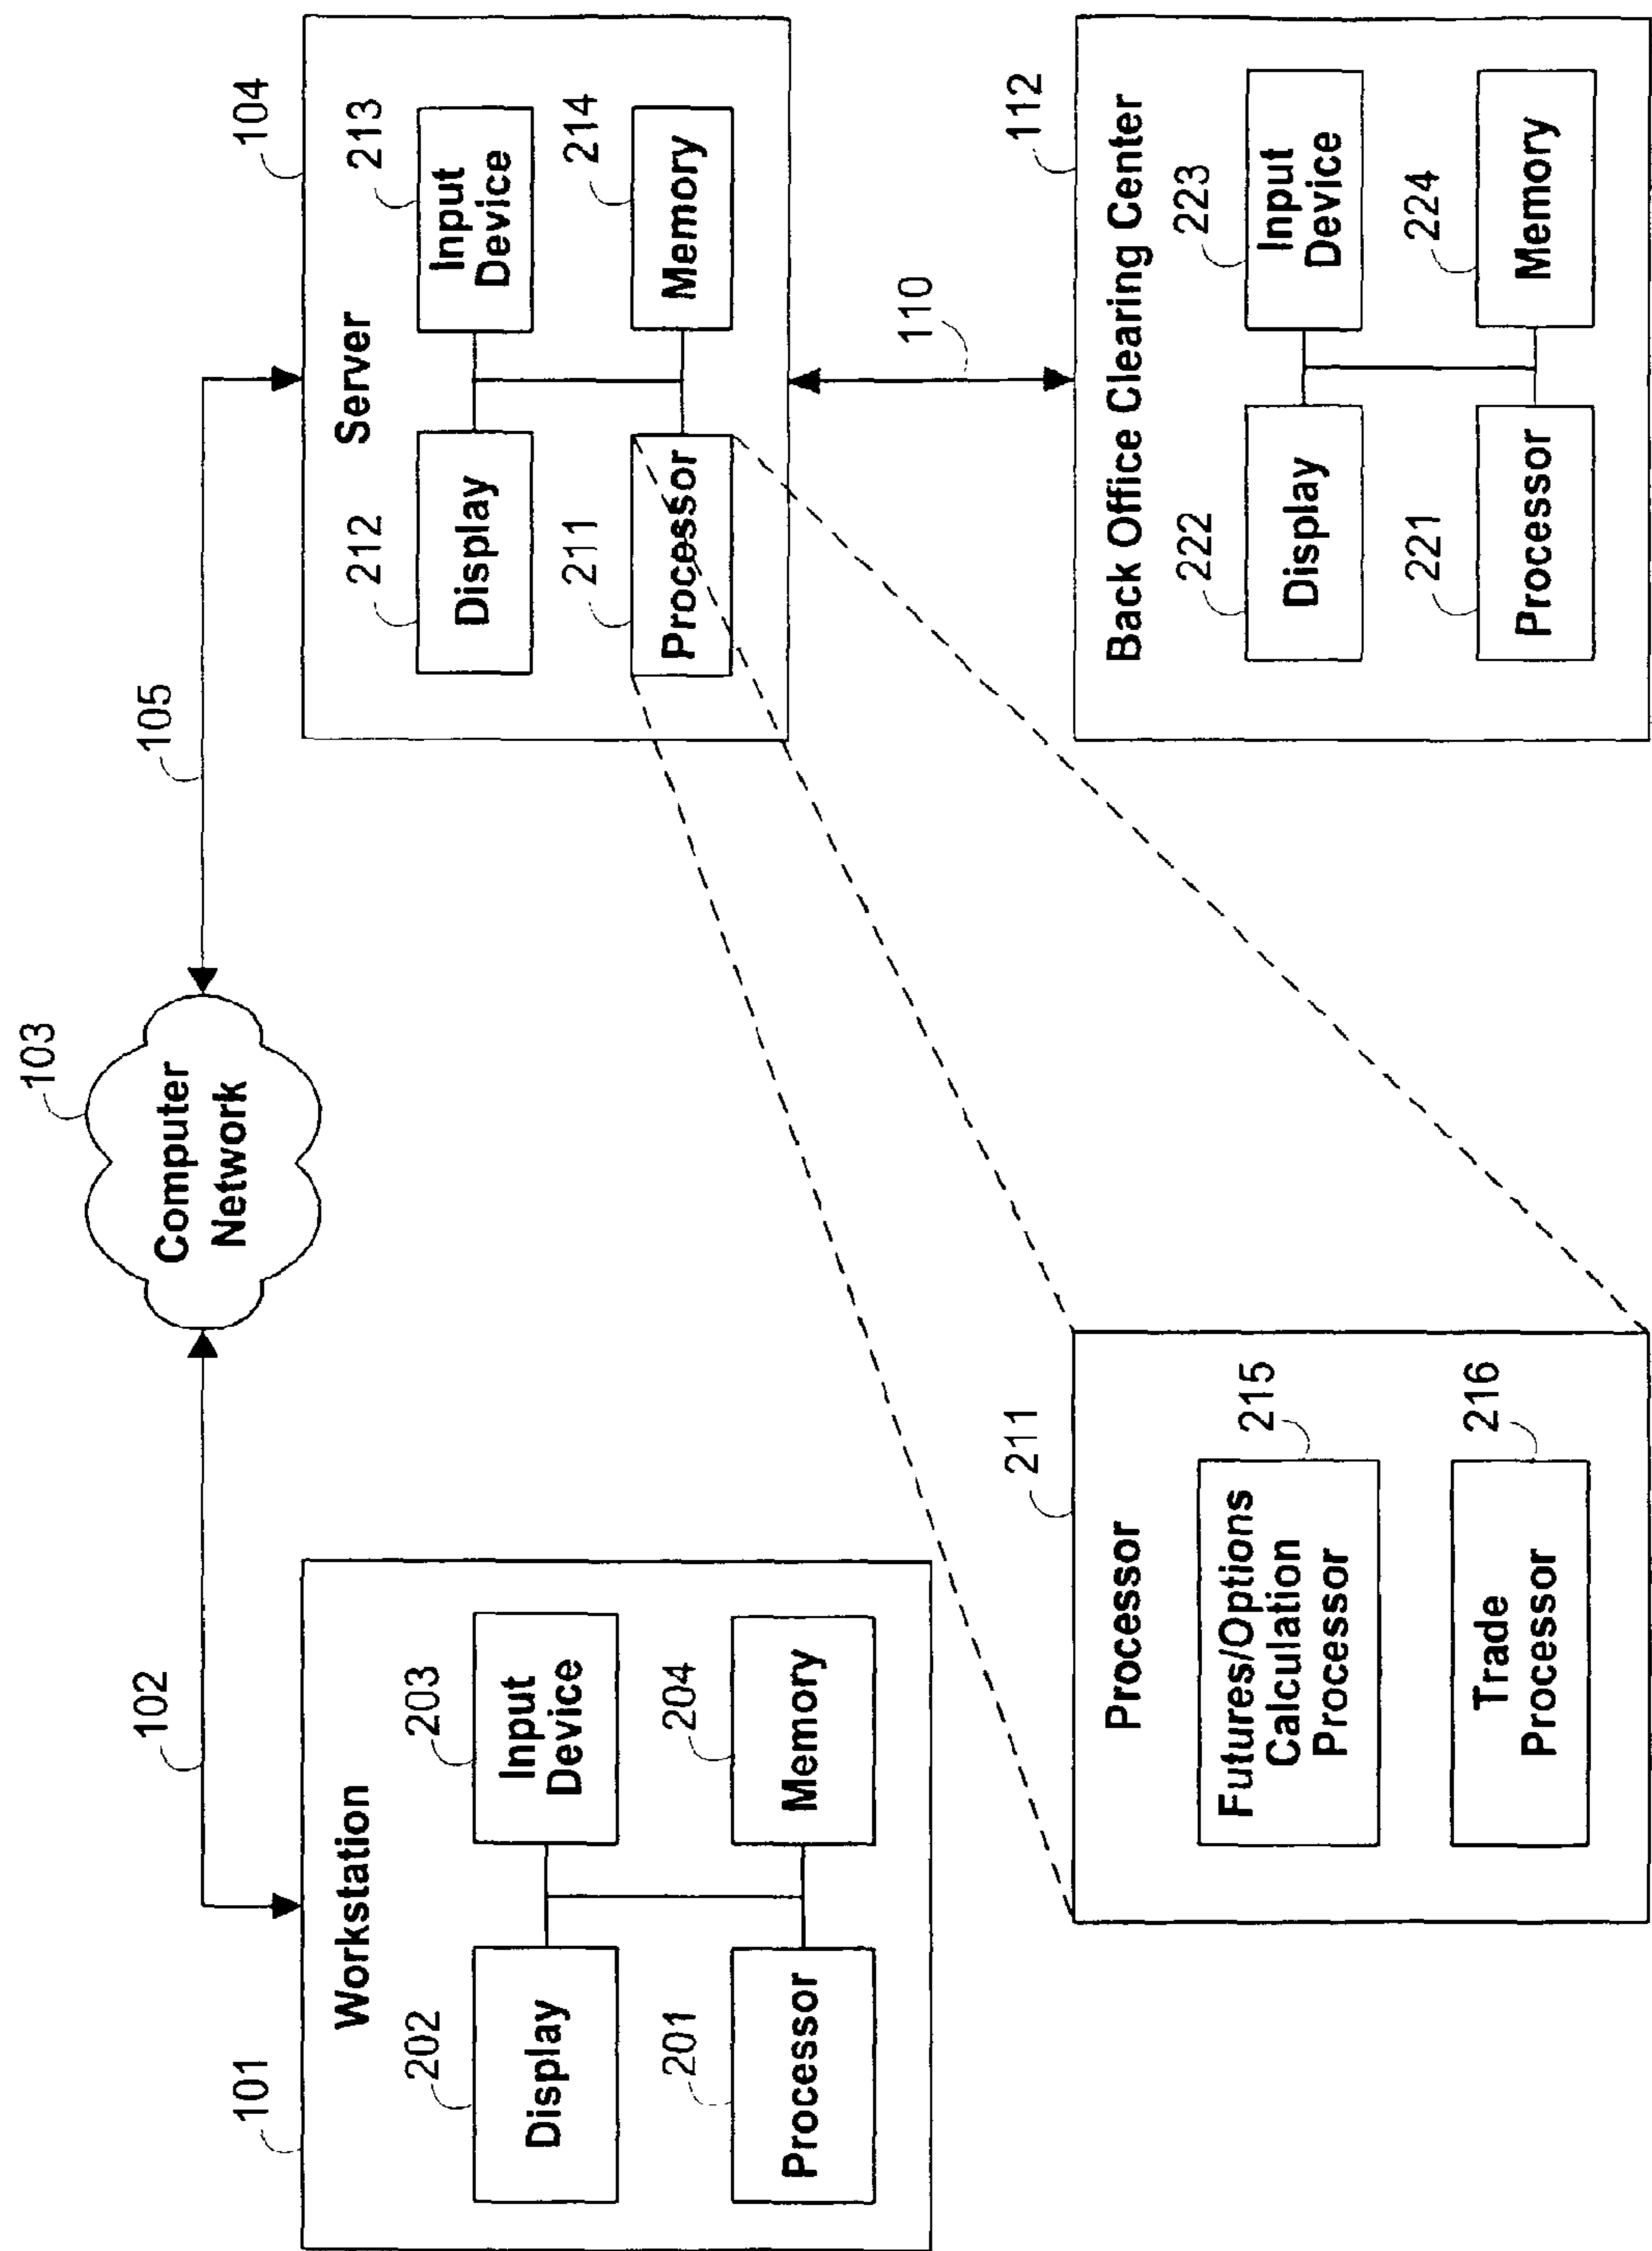 103
Computer
Network
102
105
101
Workstation
202
Display
203
Input
Device
201
Processor
204
Memory
104
Server
212
Display
213
Input
Device
211
Processor
214
Memory
110
211
Processor
Futures/Options
Calculation
Processor
215
Trade
Processor
216
112
Back Office Clearing Center
222
Display
223
Input
Device
221
Processor
224
Memory